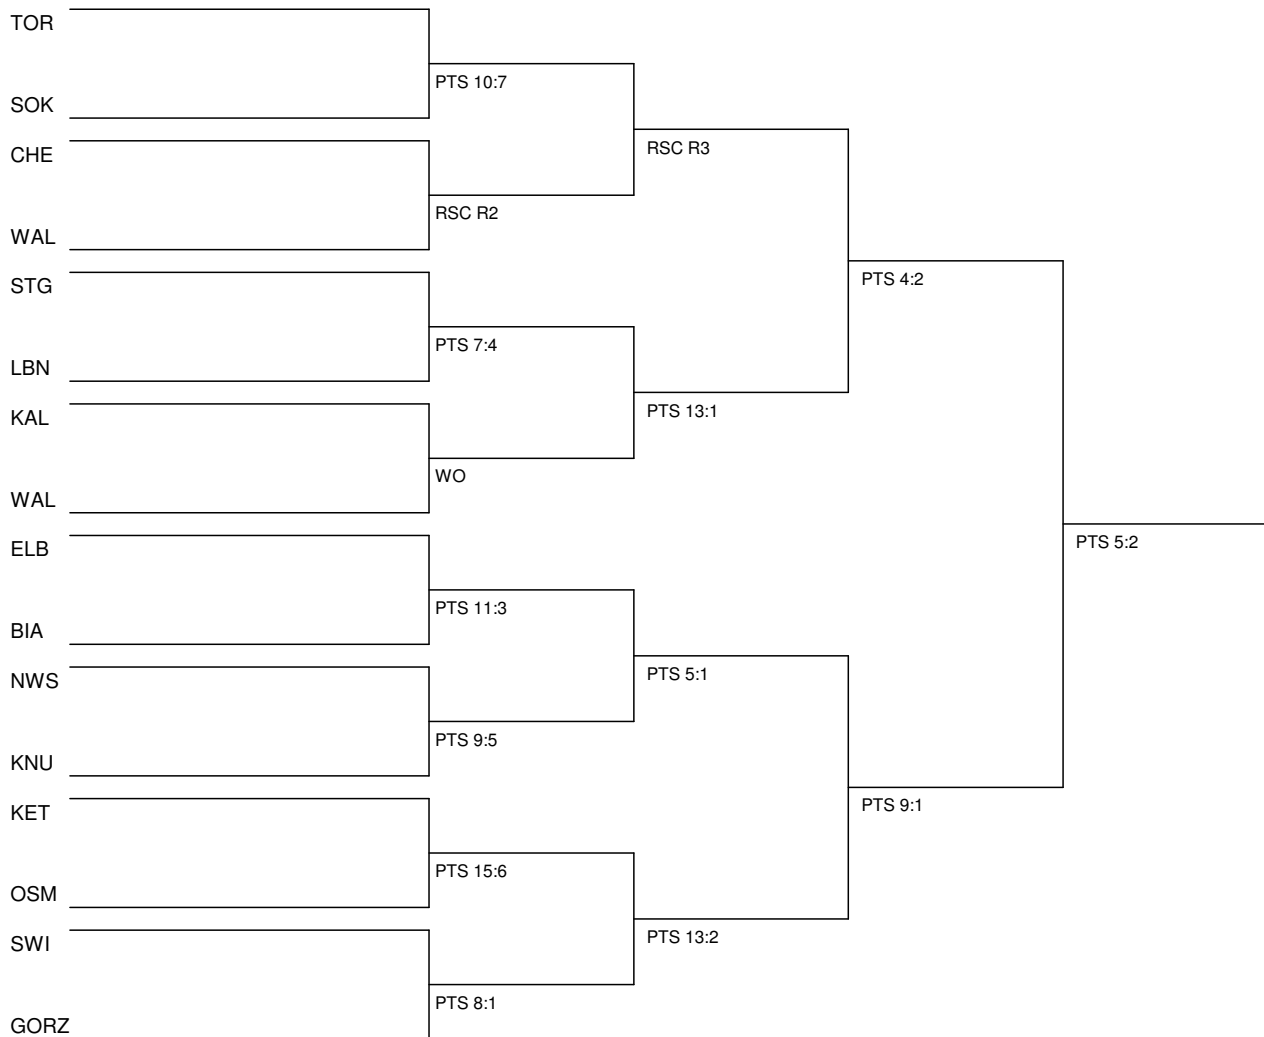 TOR
PTS 10:7
SOK
RSC R3
CHE
RSC R2
WAL
PTS 4:2
STG
PTS 7:4
LBN
PTS 13:1
KAL
WO
WAL
PTS 5:2
ELB
PTS 11:3
BIA
PTS 5:1
NWS
PTS 9:5
KNU
PTS 9:1
KET
PTS 15:6
OSM
PTS 13:2
SWI
PTS 8:1
GORZ